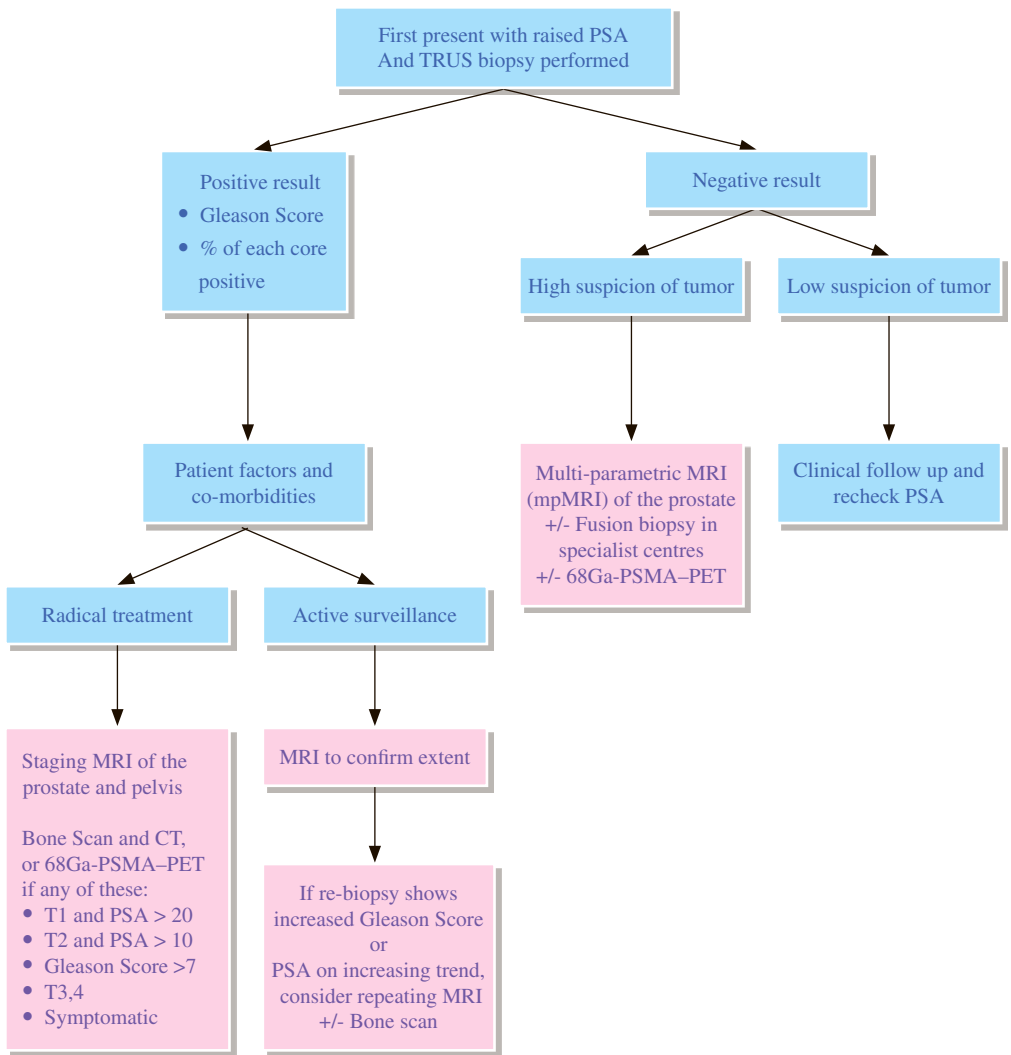 First present with raised PSA
And TRUS biopsy performed
Positive result
• Gleason Score
• % of each core
positive
Negative result
High suspicion of tumor
Low suspicion of tumor
Patient factors and
co-morbidities
Multi-parametric MRI
(mpMRI) of the prostate
+/- Fusion biopsy in
specialist centres
+/- 68Ga-PSMA–PET
Clinical follow up and
recheck PSA
Radical treatment
Active surveillance
Staging MRI of the
prostate and pelvis
Bone Scan and CT,
or 68Ga-PSMA–PET
if any of these:
• T1 and PSA > 20
• T2 and PSA > 10
• Gleason Score >7
• T3,4
• Symptomatic
MRI to confirm extent
If re-biopsy shows
increased Gleason Score
or
PSA on increasing trend,
consider repeating MRI
+/- Bone scan